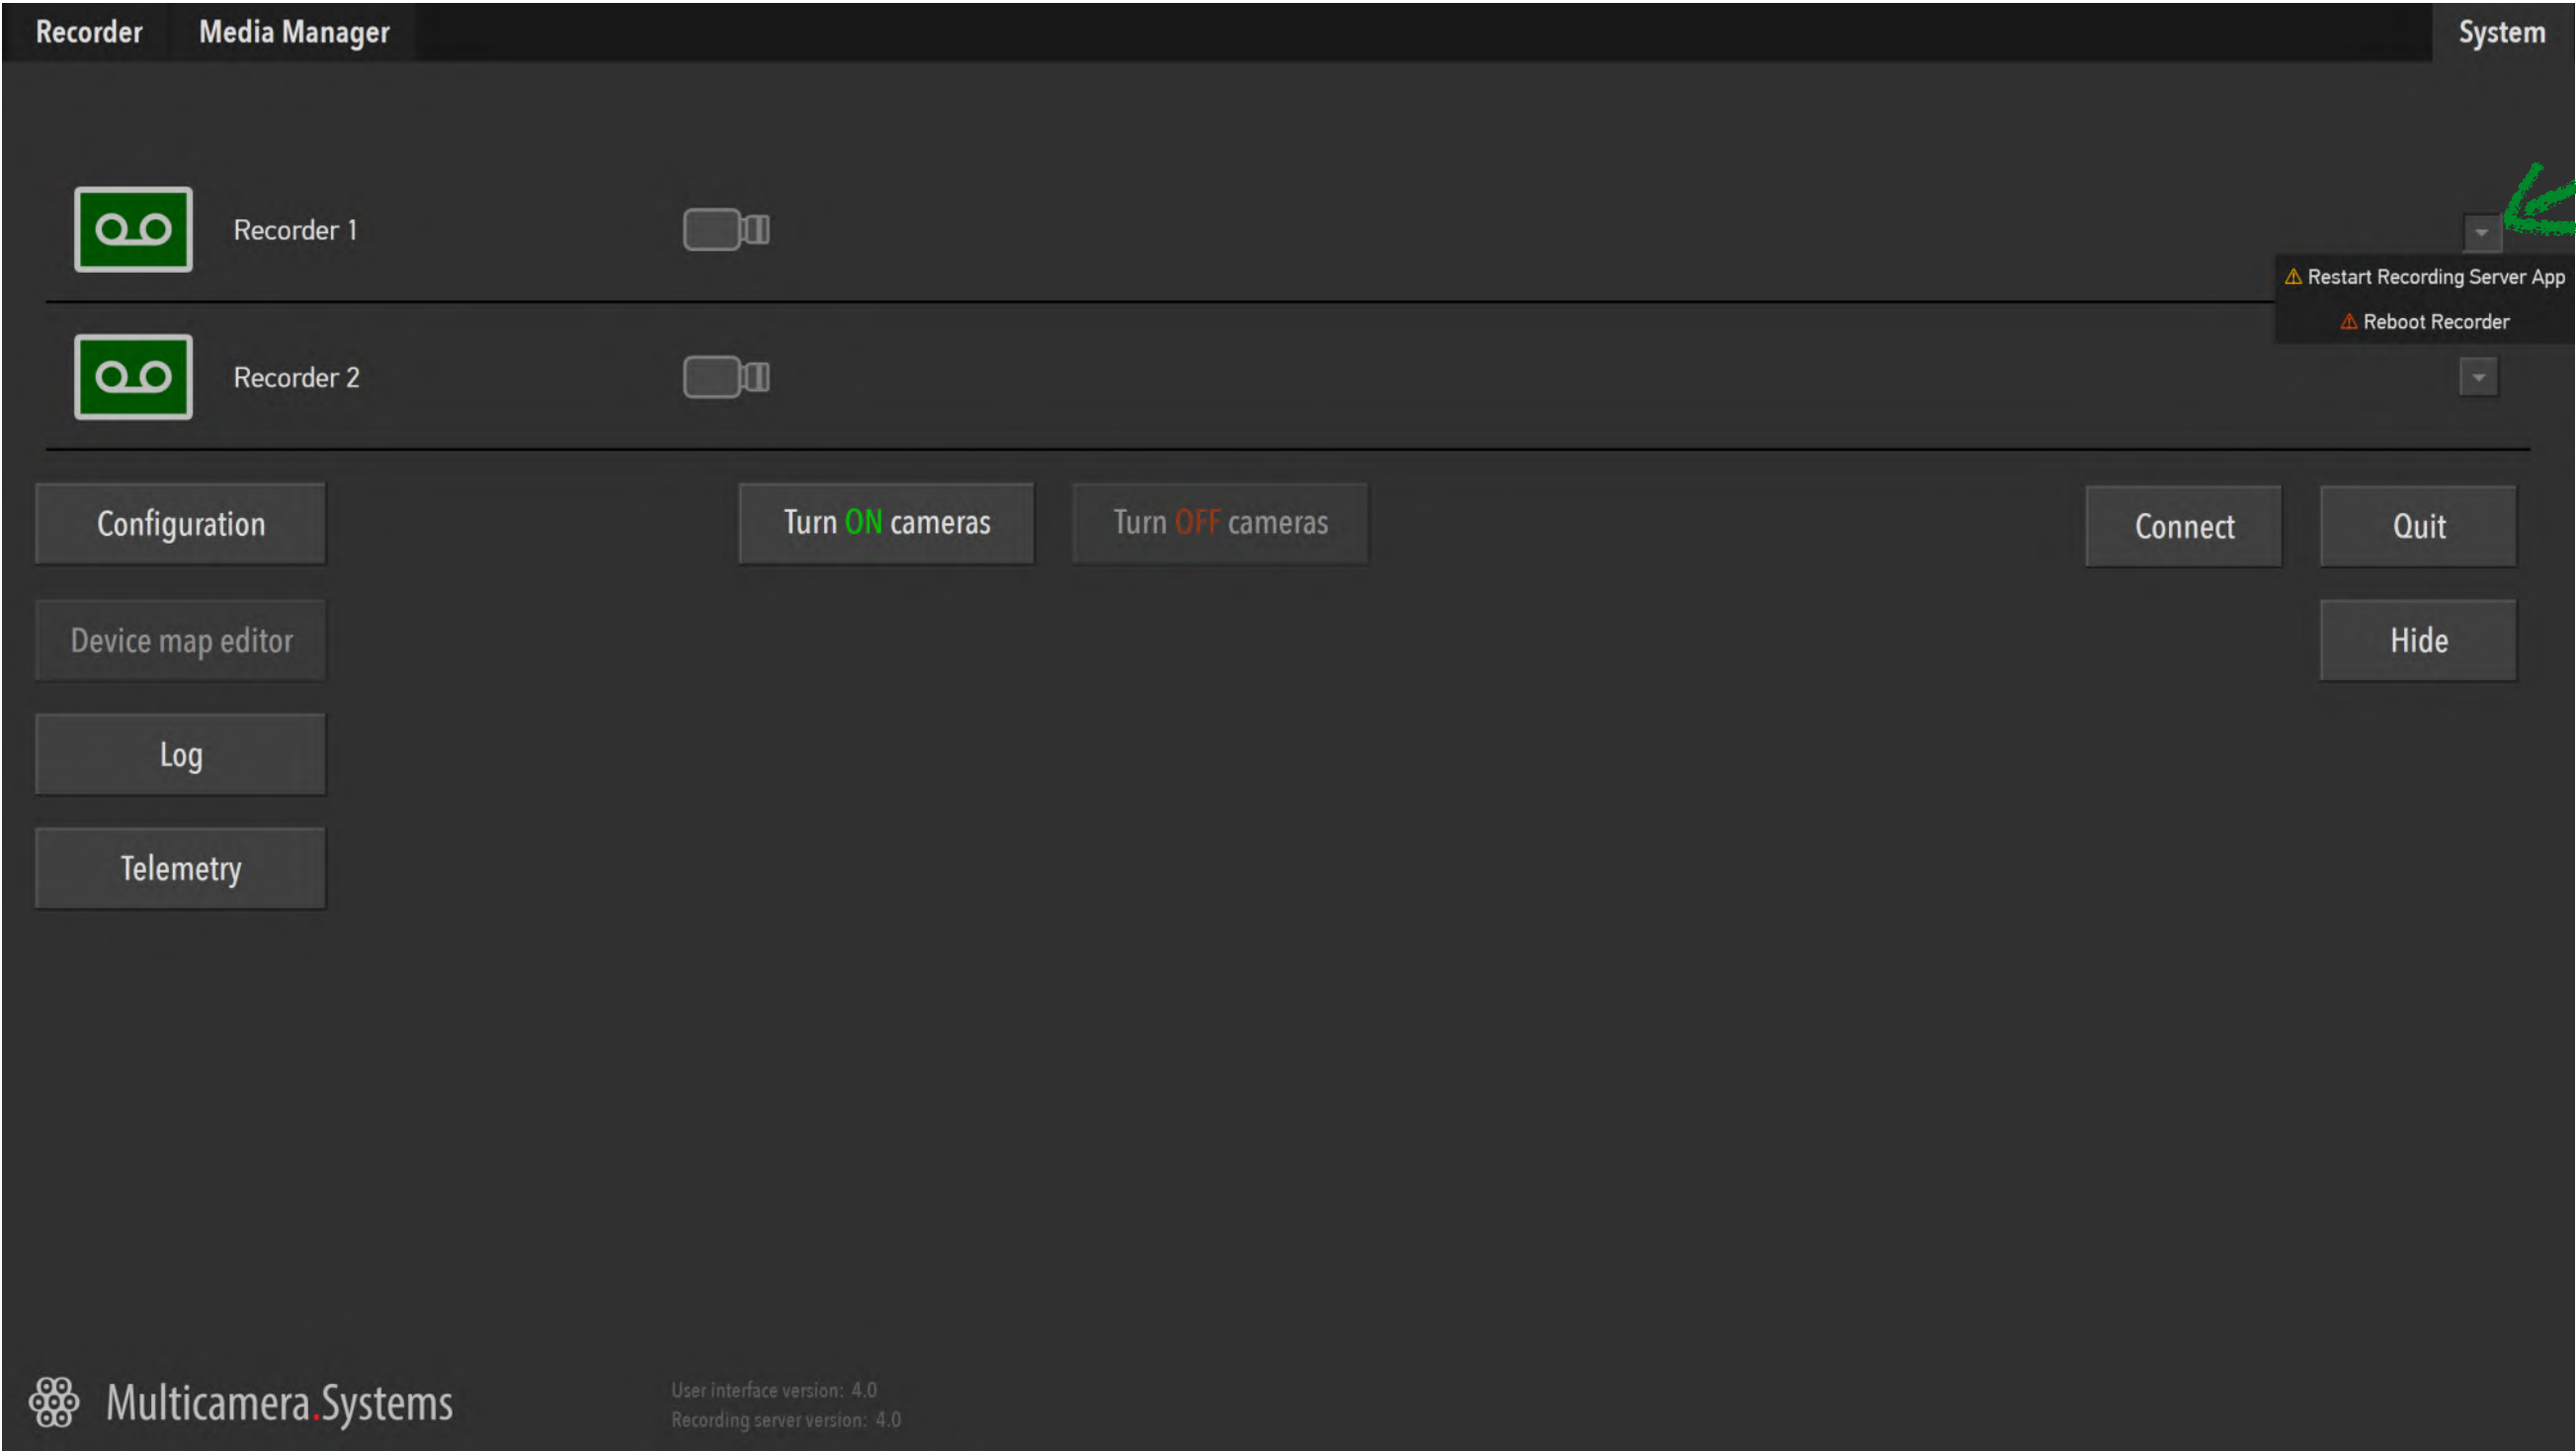 Recorder Media Manager System
Recorder 1
Restart Recording Server App
Reboot Recorder
Recorder 2
Configuration Turn ON cameras Turn OFF cameras Connect Quit
Device map editor Hide
Log
Telemetry
Multicamera.Systems
User interface version: 4.0
Recording server version: 4.0